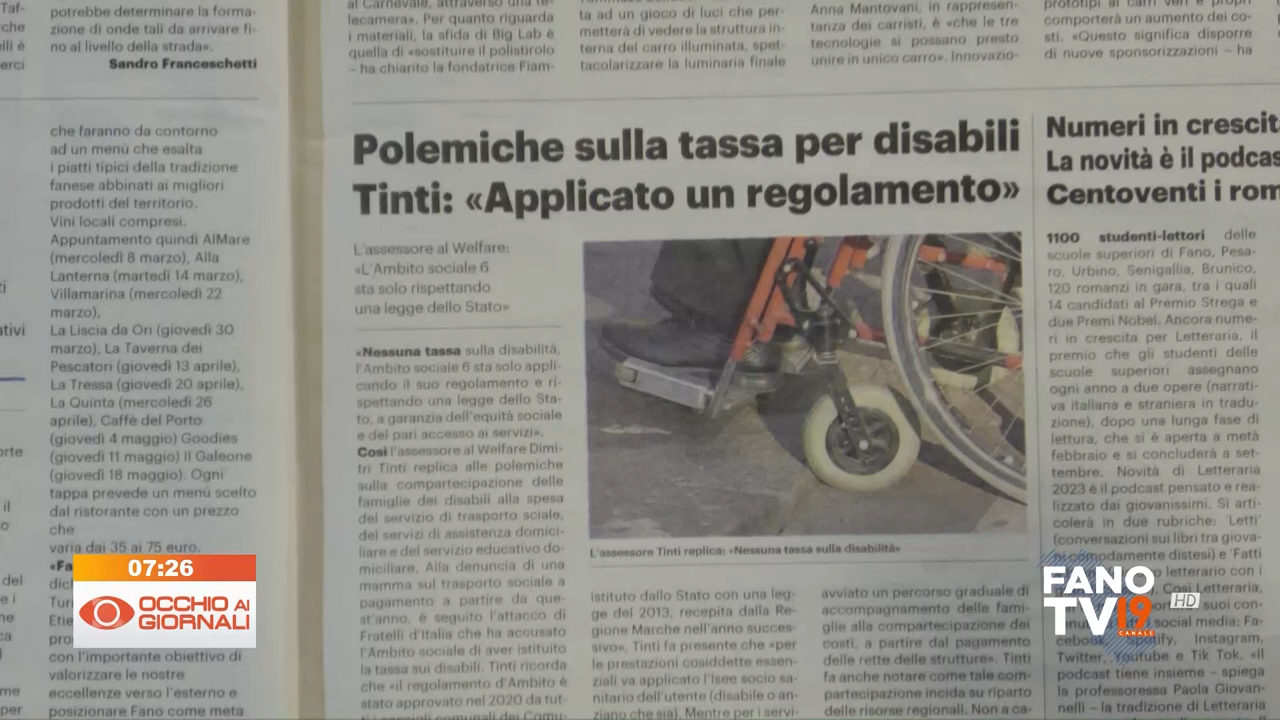 potrebbe determinare la forma-
zione di onde tali da arrivare fi-
no al livello della strada».
Sandro Franceschetti
che faranno da contorno
ad un menù che esalta
i piatti tipici della tradizione
fanese abbinati ai migliori
prodotti del territorio.
Vini locali compresi.
Appuntamento quindi AlMare
(mercoledì 8 marzo), Alla
Lanterna (martedì 14 marzo),
Villamarina (mercoledì 22
marzo),
La Liscia da Ori (giovedì 30
marzo), La Taverna dei
Pescatori (giovedì 13 aprile),
La Tressa (giovedì 20 aprile),
La Quinta (mercoledì 26
aprile), Caffè del Porto
(giovedì 4 maggio) Goodies
(giovedì 11 maggio) Il Galeone
(giovedì 18 maggio). Ogni
tappa prevede un menù scelto
dal ristorante con un prezzo
che
varia dai 35 ai 75 euro.
con l'importante obiettivo di
valorizzare le nostre
eccellenze verso l'esterno e
posizionare Fano come meta
al Carnevale, attraverso una te-
lecamera». Per quanto riguarda
i materiali, la sfida di Big Lab è
quella di «sostituire il polistirolo
– ha chiarito la fondatrice Fiam-
ta ad un gioco di luci che per-
metterà di vedere la struttura in-
terna del carro illuminata, spet-
tacolarizzare la luminaria finale
Anna Mantovani, in rappresen-
tanza dei carristi, è «che le tre
tecnologie si possano presto
unire in unico carro». Innovazio-
prototipi ai carri veri e propri
comporterà un aumento dei co-
sti. «Questo significa disporre
di nuove sponsorizzazioni – ha
Polemiche sulla tassa per disabili
Tinti: «Applicato un regolamento»
L'assessore al Welfare:
«L'Ambito sociale 6
sta solo rispettando
una legge dello Stato»
«Nessuna tassa sulla disabilità,
l'Ambito sociale 6 sta solo appli-
cando il suo regolamento e ri-
spettando una legge dello Sta-
to, a garanzia dell'equità sociale
e del pari accesso ai servizi».
Così l'assessore al Welfare Dimi-
tri Tinti replica alle polemiche
sulla compartecipazione delle
famiglie dei disabili alla spesa
del servizio di trasporto sciale,
dei servizi di assistenza domici-
liare e del servizio educativo do-
miciliare. Alla denuncia di una
mamma sul trasporto sociale a
pagamento a partire da que-
st'anno, è seguito l'attacco di
Fratelli d'Italia che ha accusato
l'Ambito sociale di aver istituito
la tassa sui disabili. Tinti ricorda
che «il regolamento d'Ambito è
stato approvato nel 2020 da tut-
ti i consigli comunali dei Comu-
L'assessore Tinti replica: «Nessuna tassa sulla disabilità»
istituto dallo Stato con una leg-
ge del 2013, recepita dalla Re-
gione Marche nell'anno succes-
sivo», Tinti fa presente che «per
le prestazioni cosiddette essen-
ziali va applicato l'Isee socio sa-
nitario dell'utente (disabile o an-
ziano che sia). Mentre per i servi-
avviato un percorso graduale di
accompagnamento delle fami-
glie alla compartecipazione dei
costi, a partire dal pagamento
delle rette delle strutture». Tinti
fa anche notare come tale com-
partecipazione incida su riparto
delle risorse regionali. Non a ca-
Numeri in crescit
La novità è il podcas
Centoventi i rom
1100 studenti-lettori delle
scuole superiori di Fano, Pesa-
ro, Urbino, Senigallia, Brunico,
120 romanzi in gara, tra i quali
14 candidati al Premio Strega e
due Premi Nobel. Ancora nume-
ri in crescita per Letteraria, il
premio che gli studenti delle
scuole superiori assegnano
ogni anno a due opere (narrati-
va italiana e straniera in tradu-
zione), dopo una lunga fase di
lettura, che si è aperta a metà
febbraio e si concluderà a set-
tembre. Novità di Letteraria
2023 è il podcast pensato e rea-
lizzato dai giovanissimi. Si arti-
colerà in due rubriche: 'Letti'
(conversazioni sui libri tra giova-
ni comodamente distesi) e 'Fatti
letterario con i
Così Letteraria,
suoi con-
social media: Fa-
cebook, Spotify, Instagram,
Twitter, Youtube e Tik Tok. «Il
podcast tiene insieme – spiega
la professoressa Paola Giovan-
nelli – la tradizione di Letteraria
07:26
OCCHIO AI
GIORNALI
FANO
TV19
CANALE
HD